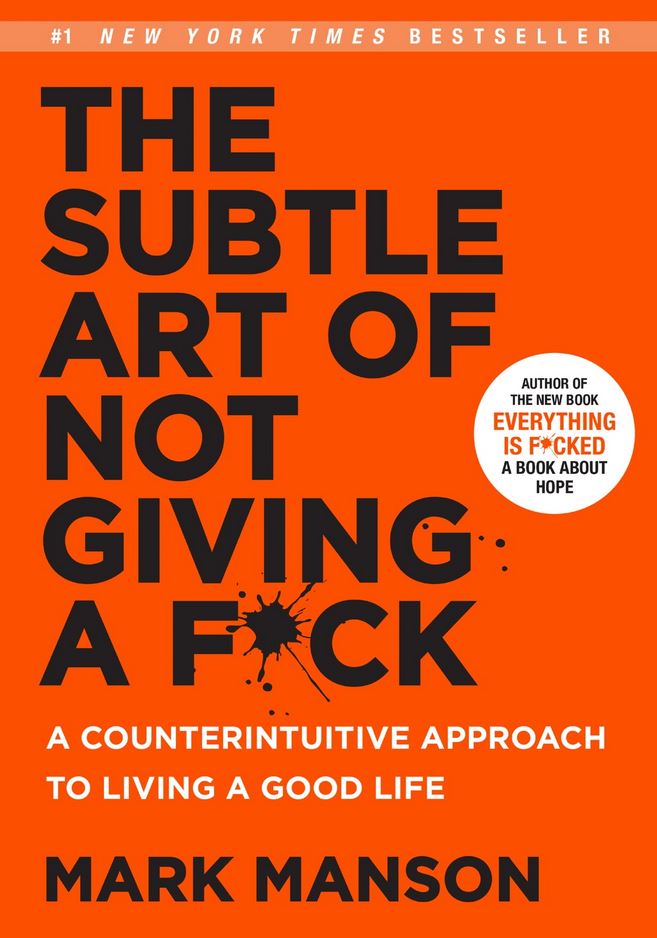 #1 NEW YORK TIMES BESTSELLER
THE
SUBTLE
ART OF
NOT
GIVING
A F*CK
AUTHOR OF
THE NEW BOOK
EVERYTHING
IS F*CKED
A BOOK ABOUT
HOPE
A COUNTERINTUITIVE APPROACH
TO LIVING A GOOD LIFE
MARK MANSON